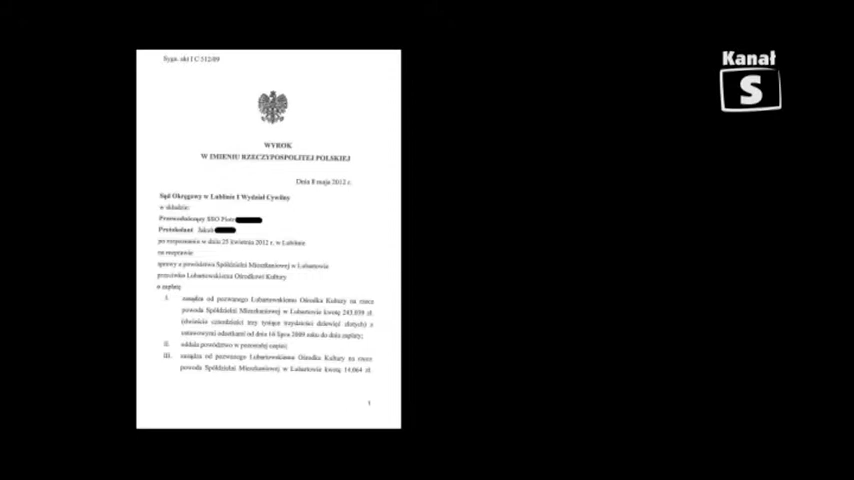 Sygn. akt I C 512/09
Kanał
S
WYROK
W IMIENIU RZECZYPOSPOLITEJ POLSKIEJ
Dnia 8 maja 2012 r.
Sąd Okręgowy w Lublinie I Wydział Cywilny
w składzie:
Przewodniczący SSO Piotr
Protokolant Jakub
po rozpoznaniu w dniu 25 kwietnia 2012 r. w Lublinie
na rozprawie
sprawy z powództwa Spółdzielni Mieszkaniowej w Lubartowie
przeciwko Lubartowskiemu Ośrodkowi Kultury
o zapłatę
I. zasądza od pozwanego Lubartowskiego Ośrodka Kultury na rzecz
powoda Spółdzielni Mieszkaniowej w Lubartowie kwotę 243.039 zł.
(dwieście czterdzieści trzy tysiące trzydzieści dziewięć złotych) z
ustawowymi odsetkami od dnia 16 lipca 2009 roku do dnia zapłaty;
II. oddala powództwo w pozostałej części;
III. zasądza od pozwanego Lubartowskiego Ośrodka Kultury na rzecz
powoda Spółdzielni Mieszkaniowej w Lubartowie kwotę 14.664 zł.
1